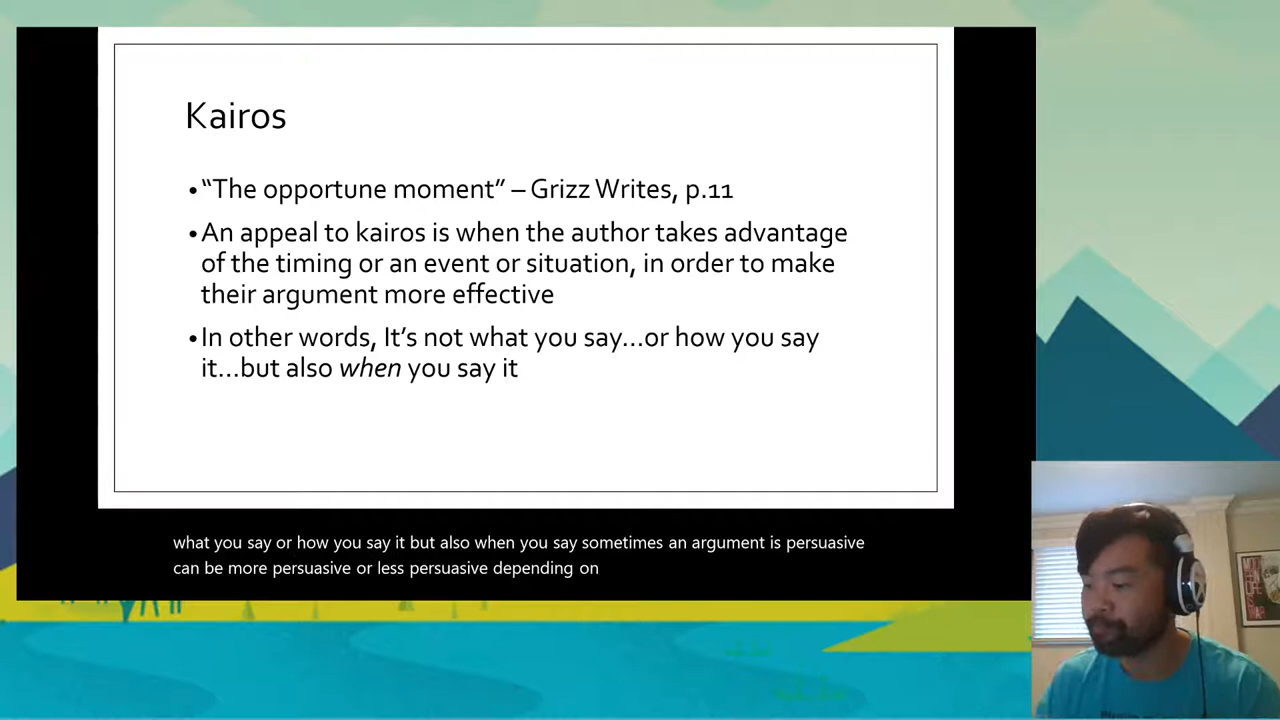 Kairos
•“The opportune moment” – Grizz Writes, p.11
•An appeal to kairos is when the author takes advantage
of the timing or an event or situation, in order to make
their argument more effective
•In other words, It’s not what you say...or how you say
it...but also when you say it
what you say or how you say it but also when you say sometimes an argument is persuasive
can be more persuasive or less persuasive depending on